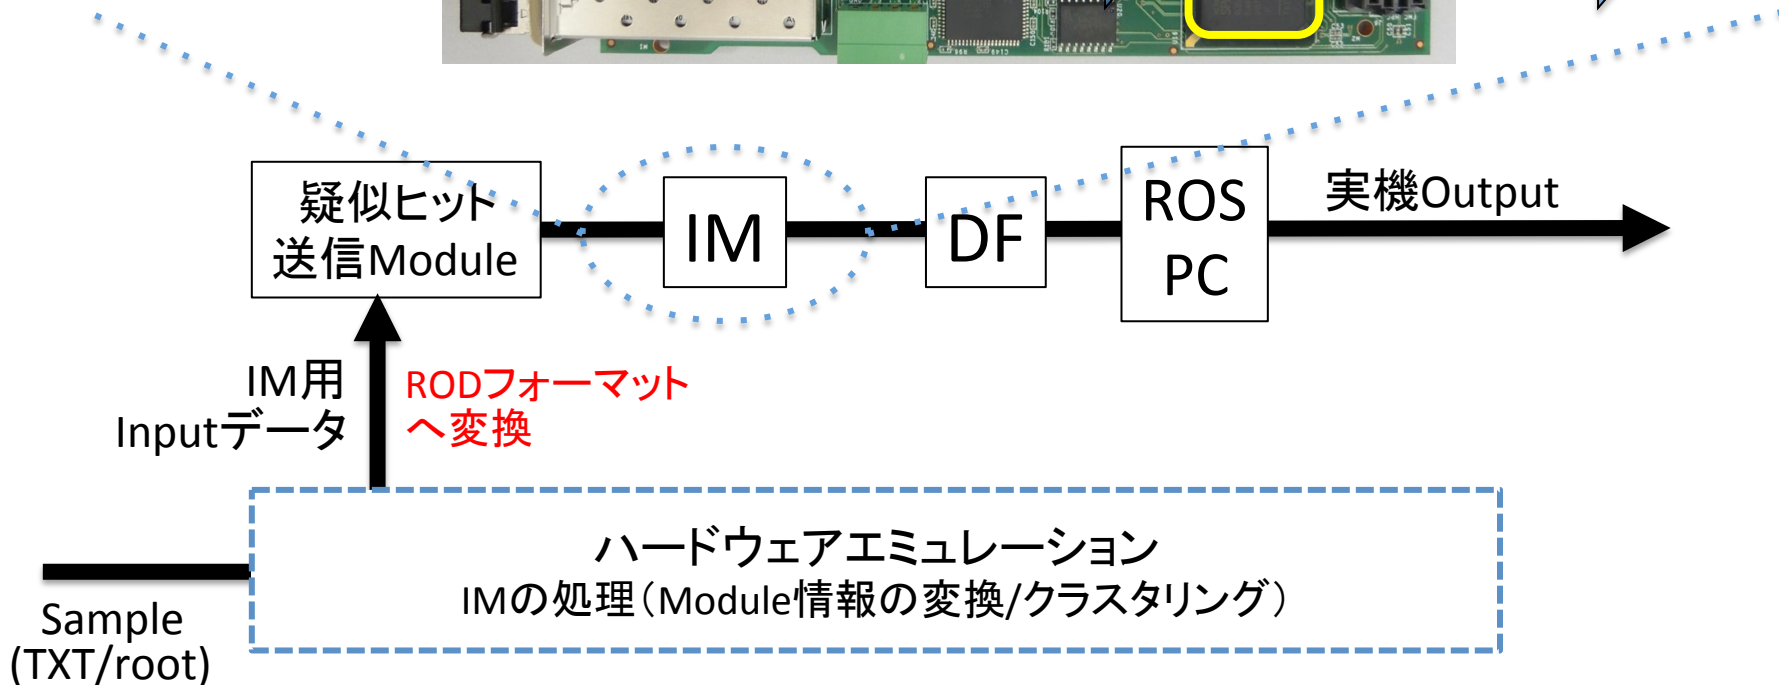 疑似ヒット
送信Module
IM
DF
ROS
PC
実機Output
IM用
Inputデータ
RODフォーマット
へ変換
ハードウェアエミュレーション
IMの処理（Module情報の変換/クラスタリング）
Sample
(TXT/root)